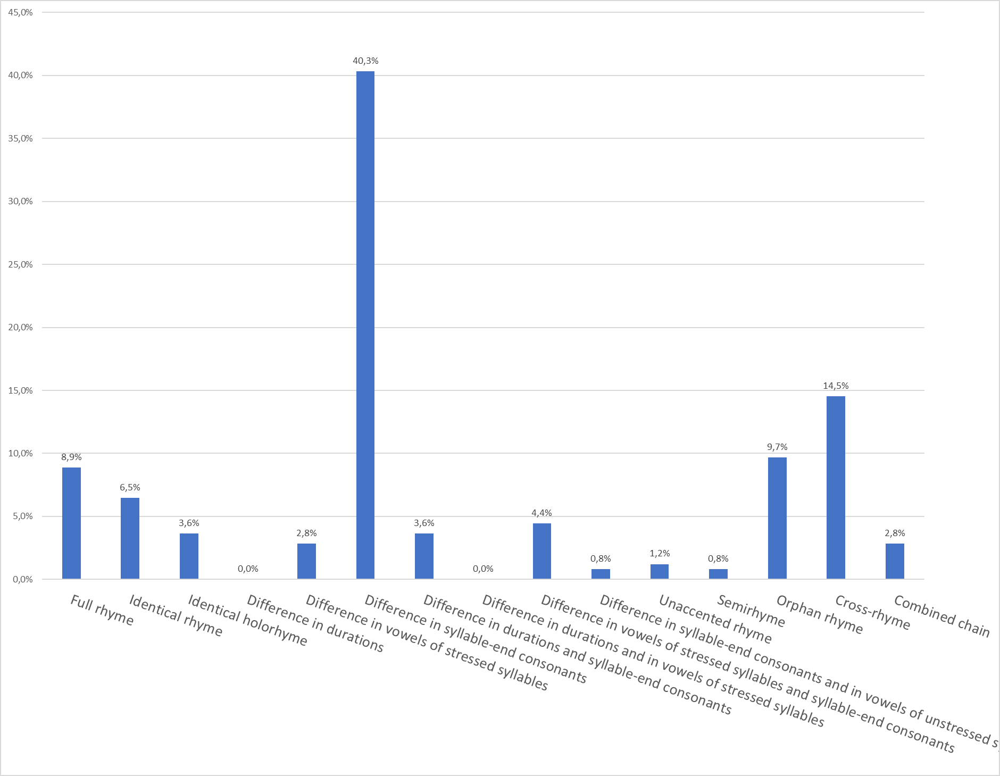 45,0%
40,0%
35,0%
30,0%
25,0%
20,0%
15,0%
10,0%
5,0%
0,0%
8,9%
6,5%
3,6%
0,0%
2,8%
40,3%
3,6%
0,0%
4,4%
0,8%
1,2%
0,8%
9,7%
14,5%
2,8%
Full rhyme
Identical rhyme
Identical holorhyme
Difference in durations
Difference in vowels of stressed syllables
Difference in syllable-end consonants
Difference in durations and syllable-end consonants
Difference in durations and in vowels of stressed syllables
Difference in vowels of stressed syllables and syllable-end consonants
Difference in syllable-end consonants and in vowels of unstressed
Unaccented rhyme
Semirhyme
Orphan rhyme
Cross-rhyme
Combined chain